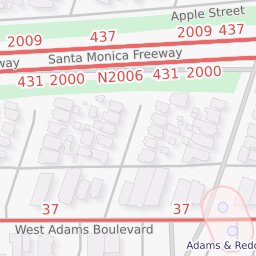 Apple Street
2009 437 2009 437
way Santa Monica Freeway
431 2000 N2006 431 2000
37 37
West Adams Boulevard
Adams & Redo